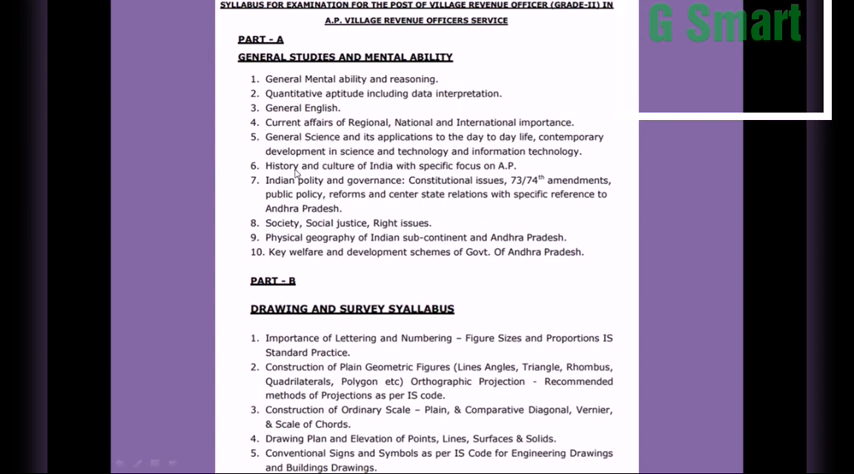 SYLLABUS FOR EXAMINATION FOR THE POST OF VILLAGE REVENUE OFFICER (GRADE-II) IN
A.P. VILLAGE REVENUE OFFICERS SERVICE
G Smart
PART - A
GENERAL STUDIES AND MENTAL ABILITY
1. General Mental ability and reasoning.
2. Quantitative aptitude including data interpretation.
3. General English.
4. Current affairs of Regional, National and International importance.
5. General Science and its applications to the day to day life, contemporary
development in science and technology and information technology.
6. History and culture of India with specific focus on A.P.
7. Indian polity and governance: Constitutional issues, 73/74th amendments,
public policy, reforms and center state relations with specific reference to
Andhra Pradesh.
8. Society, Social justice, Right issues.
9. Physical geography of Indian sub-continent and Andhra Pradesh.
10. Key welfare and development schemes of Govt. Of Andhra Pradesh.
PART - B
DRAWING AND SURVEY SYLLABUS
1. Importance of Lettering and Numbering – Figure Sizes and Proportions IS
Standard Practice.
2. Construction of Plain Geometric Figures (Lines Angles, Triangle, Rhombus,
Quadrilaterals, Polygon etc) Orthographic Projection - Recommended
methods of Projections as per IS code.
3. Construction of Ordinary Scale – Plain, & Comparative Diagonal, Vernier,
& Scale of Chords.
4. Drawing Plan and Elevation of Points, Lines, Surfaces & Solids.
5. Conventional Signs and Symbols as per IS Code for Engineering Drawings
and Buildings Drawings.